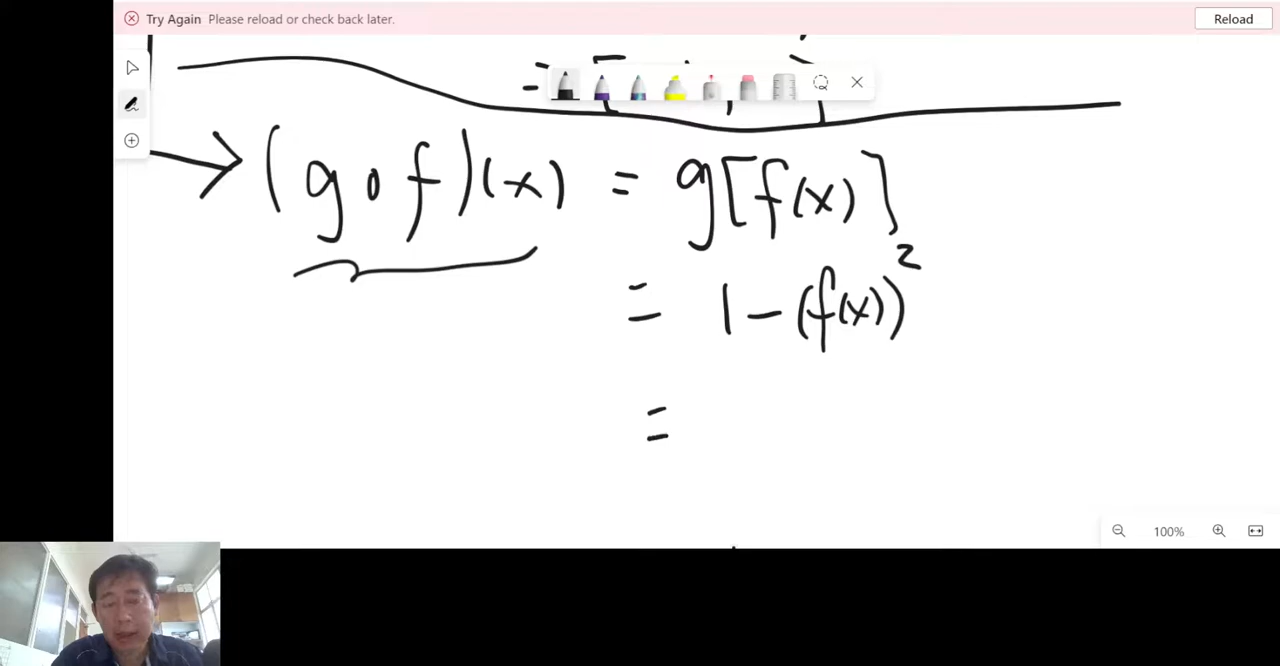 Try Again Please reload or check back later. Reload
(g∘f)(x) = g[f(x)]
= 1 − (f(x))²
=
100%